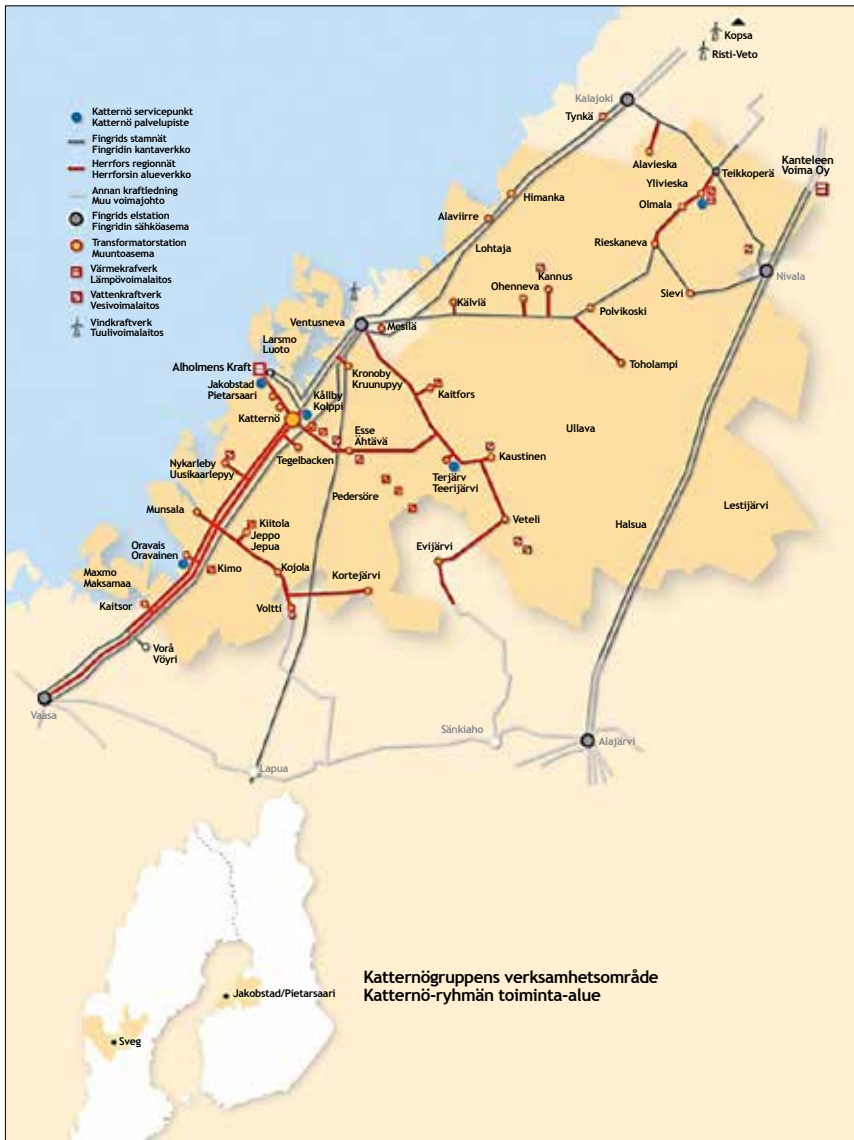 Kopsa
Risti-Veto
Katternö servicepunkt
Katternö palvelupiste
Fingrids stamnät
Fingridin kantaverkko
Herrfors regionnät
Herrforsin alueverkko
Annan kraftledning
Muu voimajohto
Fingrids elstation
Fingridin sähköasema
Transformatorstation
Muuntoasema
Värmekrafverk
Lämpövoimalaitos
Vattenkraftverk
Vesivoimalaitos
Vindkraftverk
Tuulivoimalaitos
Kalajoki
Tynkä
Alavieska
Teikkoperä
Kanteleen
Voima Oy
Ylivieska
Olmala
Himanka
Alaviirre
Lohtaja
Rieskaneva
Nivala
Sievi
Kannus
Ohenneva
Kälviä
Polvikoski
Toholampi
Ventusneva
Mesilä
Larsmo
Luoto
Alholmens Kraft
Jakobstad
Pietarsaari
Kronoby
Kruunupyy
Kållby
Kolppi
Katternö
Kaitfors
Esse
Ähtävä
Ullava
Tegelbacken
Nykarleby
Uusikaarlepyy
Terjärv
Teerijärvi
Kaustinen
Pedersöre
Munsala
Kiitola
Jeppo
Jepua
Veteli
Halsua
Lestijärvi
Oravais
Oravainen
Evijärvi
Maxmo
Maksamaa
Kimo
Kojola
Kortejärvi
Kaitsor
Voltti
Vorå
Vöyri
Vaasa
Sänkiaho
Alajärvi
Lapua
Katternögruppens verksamhetsområde
Katternö-ryhmän toiminta-alue
Jakobstad/Pietarsaari
Sveg